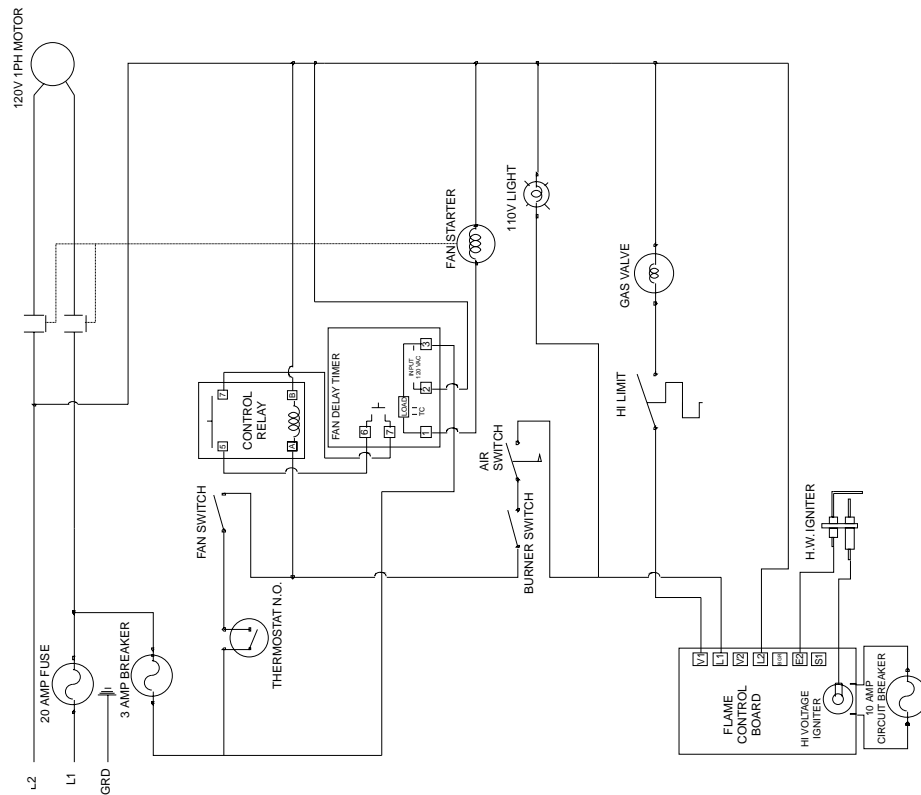 120V 1PH MOTOR
20 AMP FUSE
3 AMP BREAKER
L2
L1
GRD
THERMOSTAT N.O.
FAN SWITCH
CONTROL
RELAY
5
7
A
B
FAN DELAY TIMER
6
7
LOAD
TC
INPUT
120 VAC
1
2
3
FAN STARTER
110V LIGHT
AIR
SWITCH
BURNER SWITCH
GAS VALVE
HI LIMIT
H.W. IGNITER
FLAME
CONTROL
BOARD
V1
L1
V2
L2
E2
S1
HI VOLTAGE
IGNITER
10 AMP
CIRCUIT BREAKER